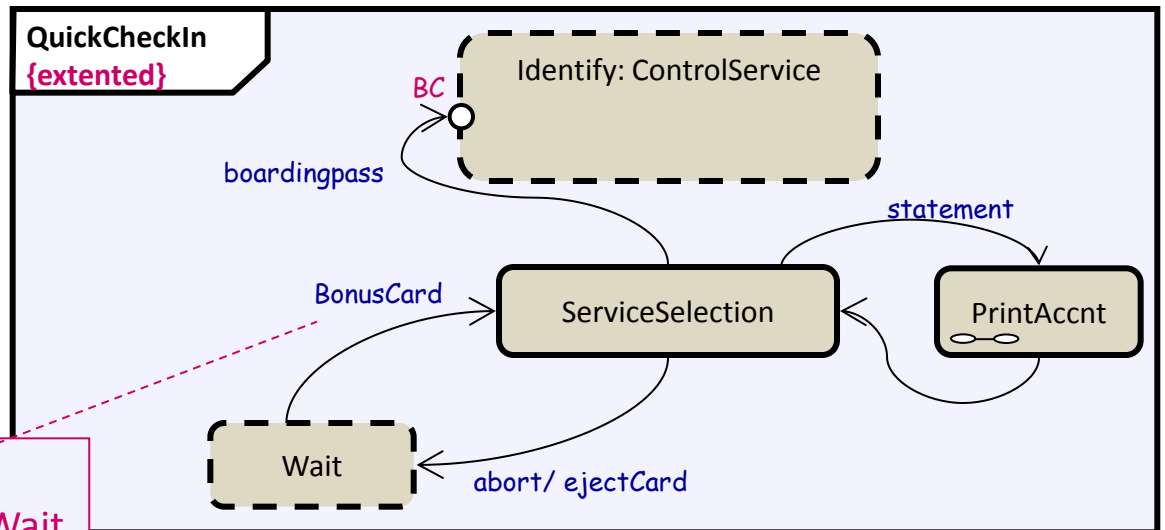 QuickCheckIn
{extented}
Identify: ControlService
BC
boardingpass
statement
BonusCard
ServiceSelection
PrintAccnt
Wait
abort/ ejectCard
Wait